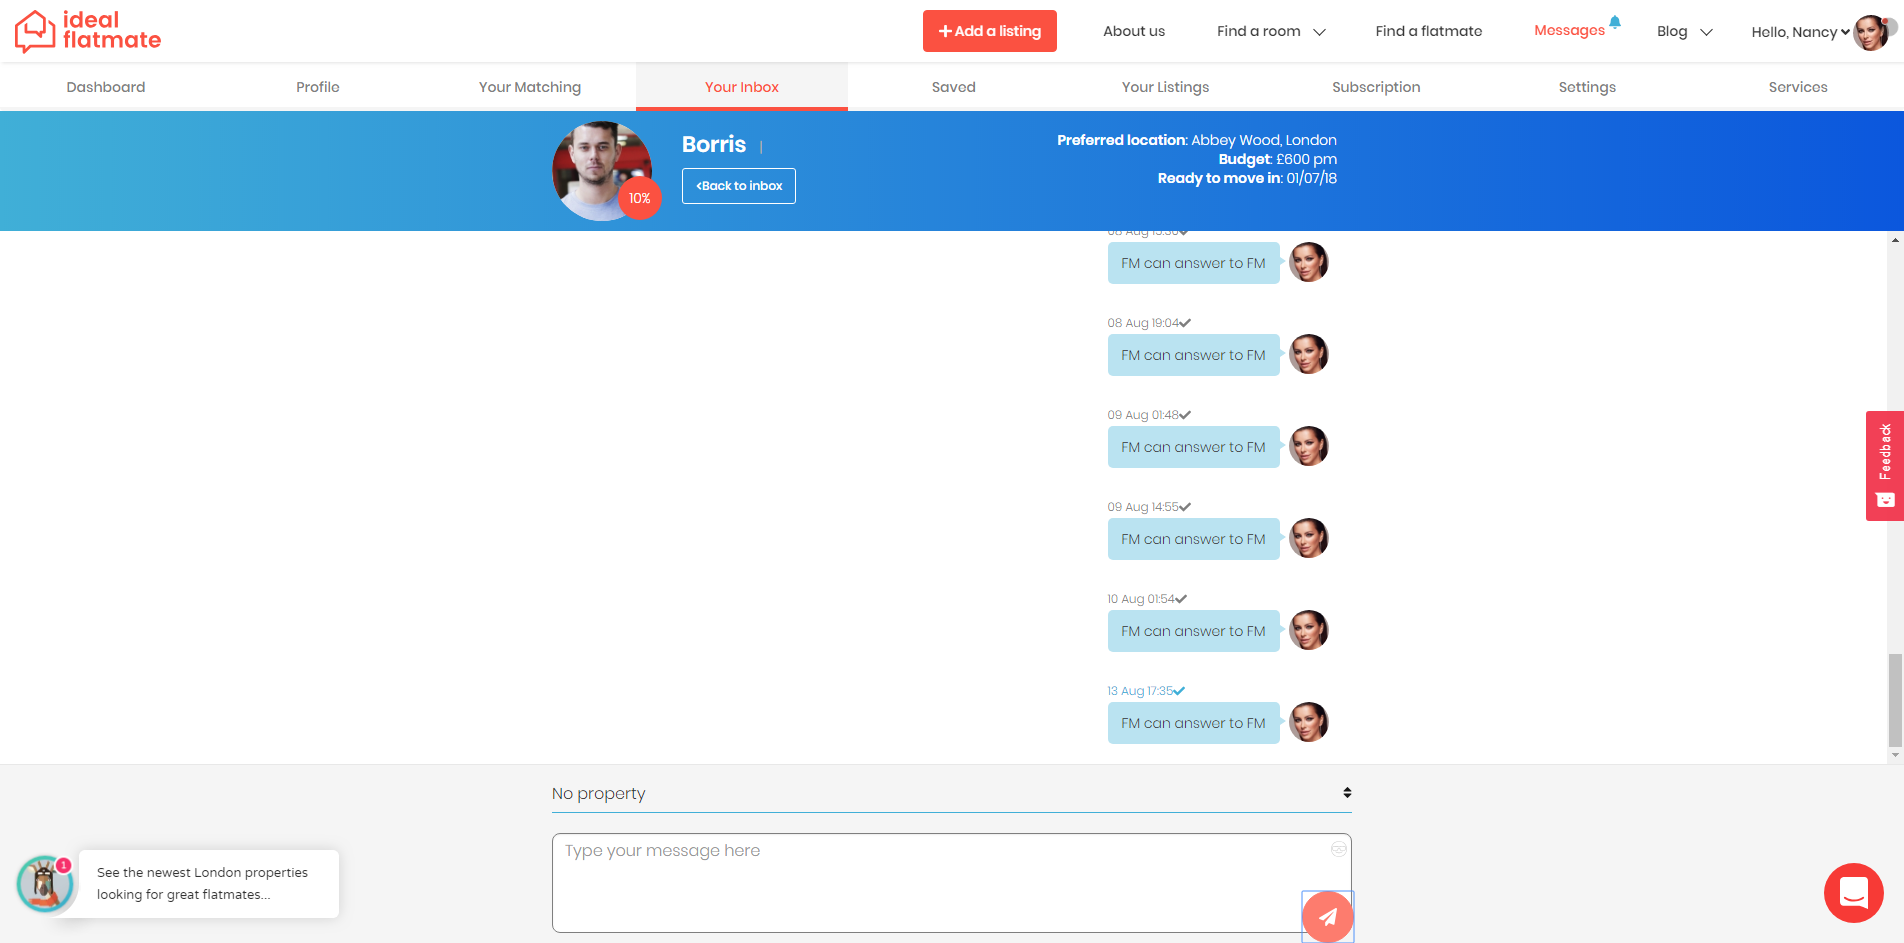 ideal
flatmate
Add a listing
About us
Find a room
Find a flatmate
Messages
Blog
Hello, Nancy
Dashboard
Profile
Your Matching
Your Inbox
Saved
Your Listings
Subscription
Settings
Services
10%
Borris |
<Back to inbox
Preferred location: Abbey Wood, London
Budget: £600 pm
Ready to move in: 01/07/18
08 Aug
FM can answer to FM
08 Aug 19:04
FM can answer to FM
09 Aug 01:48
FM can answer to FM
09 Aug 14:55
FM can answer to FM
10 Aug 01:54
FM can answer to FM
13 Aug 17:35
FM can answer to FM
Feedback
No property
Type your message here
1
See the newest London properties
looking for great flatmates...